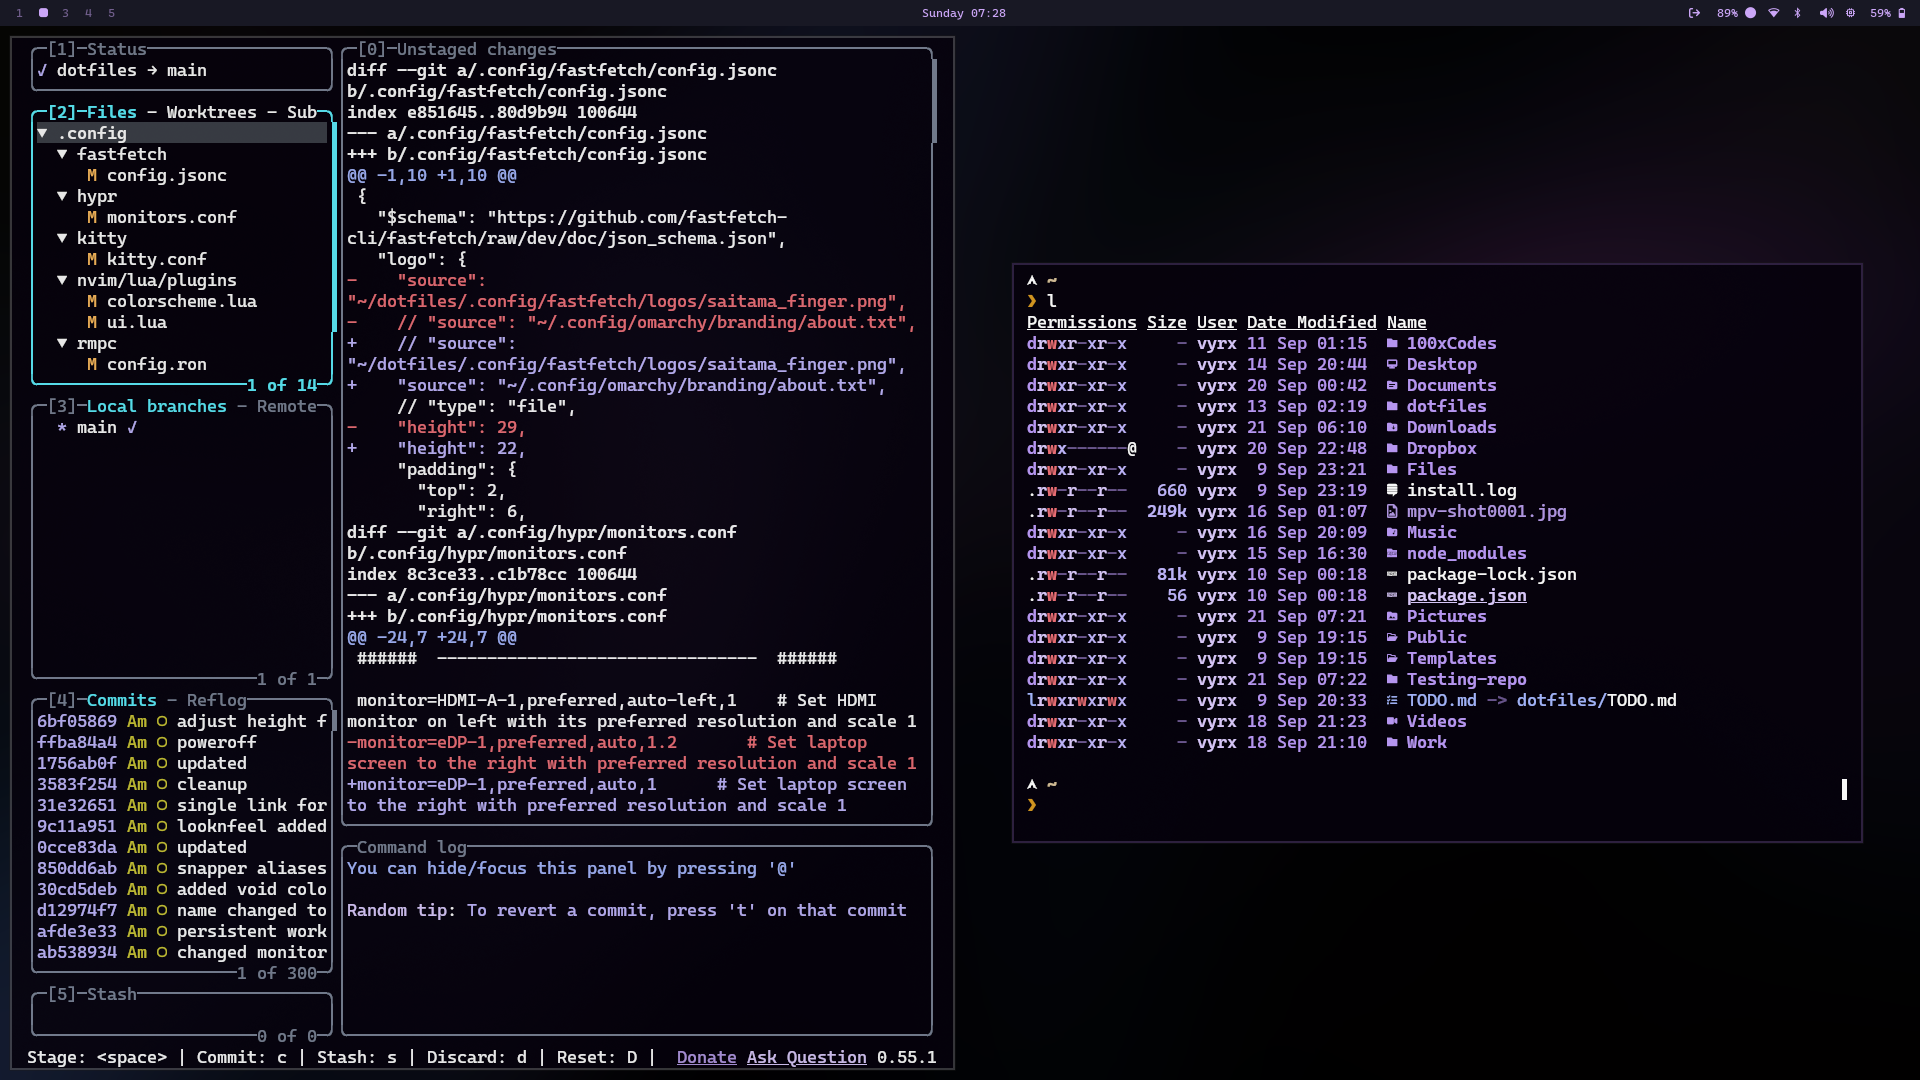 1 3 4 5
Sunday 07:28
89% 59%
[1]─Status
✓ dotfiles → main
[2]─Files – Worktrees – Sub
▼ .config
▼ fastfetch
M config.jsonc
▼ hypr
M monitors.conf
▼ kitty
M kitty.conf
▼ nvim/lua/plugins
M colorscheme.lua
M ui.lua
▼ rmpc
M config.ron
1 of 14
[3]─Local branches – Remote
* main ✓
1 of 1
[4]─Commits – Reflog
6bf05869 Am O adjust height f
ffba84a4 Am O poweroff
1756ab0f Am O updated
3583f254 Am O cleanup
31e32651 Am O single link for
9c11a951 Am O looknfeel added
0cce83da Am O updated
850dd6ab Am O snapper aliases
30cd5deb Am O added void colo
d12974f7 Am O name changed to
afde3e33 Am O persistent work
ab538934 Am O changed monitor
1 of 300
[5]─Stash
0 of 0
[0]─Unstaged changes
diff --git a/.config/fastfetch/config.jsonc
b/.config/fastfetch/config.jsonc
index e851645..80d9b94 100644
--- a/.config/fastfetch/config.jsonc
+++ b/.config/fastfetch/config.jsonc
@@ -1,10 +1,10 @@
{
"$schema": "https://github.com/fastfetch-
cli/fastfetch/raw/dev/doc/json_schema.json",
"logo": {
- "source":
"~/dotfiles/.config/fastfetch/logos/saitama_finger.png",
- // "source": "~/.config/omarchy/branding/about.txt",
+ // "source":
"~/dotfiles/.config/fastfetch/logos/saitama_finger.png",
+ "source": "~/.config/omarchy/branding/about.txt",
// "type": "file",
- "height": 29,
+ "height": 22,
"padding": {
"top": 2,
"right": 6,
diff --git a/.config/hypr/monitors.conf
b/.config/hypr/monitors.conf
index 8c3ce33..c1b78cc 100644
--- a/.config/hypr/monitors.conf
+++ b/.config/hypr/monitors.conf
@@ -24,7 +24,7 @@
###### -------------------------------- ######
monitor=HDMI-A-1,preferred,auto-left,1 # Set HDMI
monitor on left with its preferred resolution and scale 1
-monitor=eDP-1,preferred,auto,1.2 # Set laptop
screen to the right with preferred resolution and scale 1
+monitor=eDP-1,preferred,auto,1 # Set laptop screen
to the right with preferred resolution and scale 1
Command log
You can hide/focus this panel by pressing '@'
Random tip: To revert a commit, press 't' on that commit
Stage: <space> | Commit: c | Stash: s | Discard: d | Reset: D | Donate Ask Question 0.55.1
~
❯ l
Permissions Size User Date Modified Name
drwxr-xr-x - vyrx 11 Sep 01:15 100xCodes
drwxr-xr-x - vyrx 14 Sep 20:44 Desktop
drwxr-xr-x - vyrx 20 Sep 00:42 Documents
drwxr-xr-x - vyrx 13 Sep 02:19 dotfiles
drwxr-xr-x - vyrx 21 Sep 06:10 Downloads
drwx------@ - vyrx 20 Sep 22:48 Dropbox
drwxr-xr-x - vyrx 9 Sep 23:21 Files
.rw-r--r-- 660 vyrx 9 Sep 23:19 install.log
.rw-r--r-- 249k vyrx 16 Sep 01:07 mpv-shot0001.jpg
drwxr-xr-x - vyrx 16 Sep 20:09 Music
drwxr-xr-x - vyrx 15 Sep 16:30 node_modules
.rw-r--r-- 81k vyrx 10 Sep 00:18 package-lock.json
.rw-r--r-- 56 vyrx 10 Sep 00:18 package.json
drwxr-xr-x - vyrx 21 Sep 07:21 Pictures
drwxr-xr-x - vyrx 9 Sep 19:15 Public
drwxr-xr-x - vyrx 9 Sep 19:15 Templates
drwxr-xr-x - vyrx 21 Sep 07:22 Testing-repo
lrwxrwxrwx - vyrx 9 Sep 20:33 TODO.md -> dotfiles/TODO.md
drwxr-xr-x - vyrx 18 Sep 21:23 Videos
drwxr-xr-x - vyrx 18 Sep 21:10 Work
~
❯